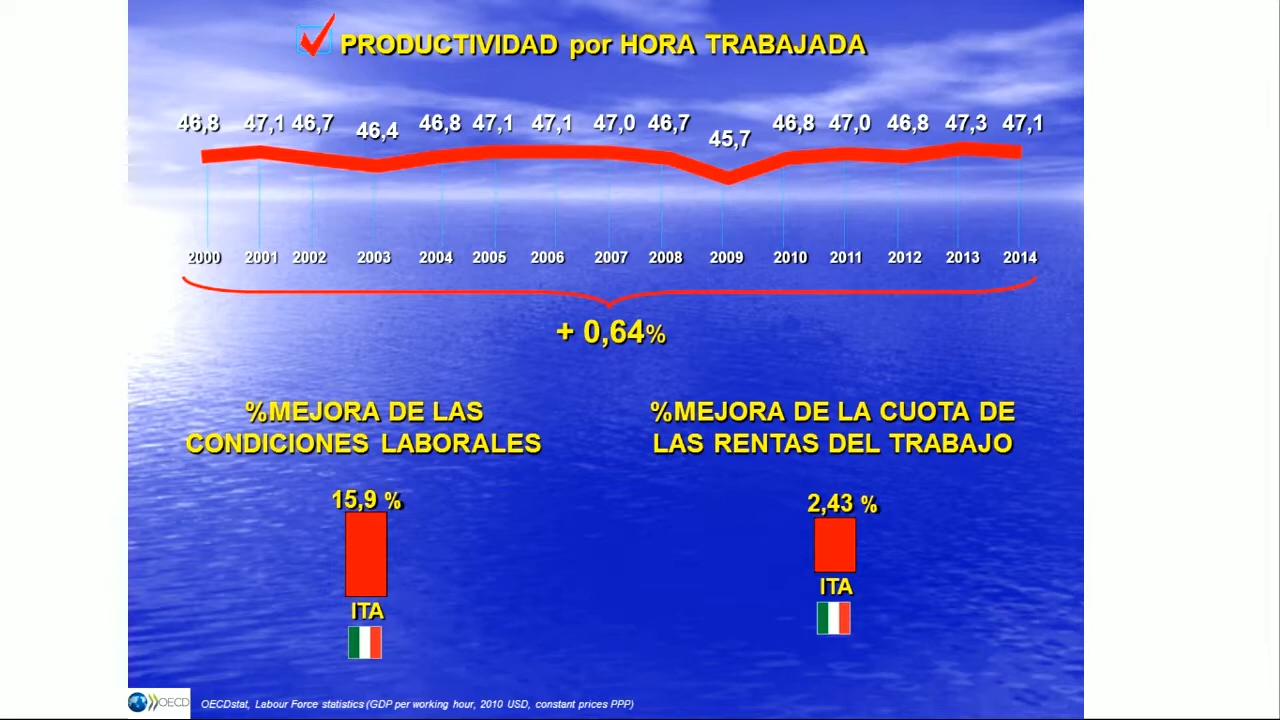 PRODUCTIVIDAD por HORA TRABAJADA
46,8 47,1 46,7 46,4 46,8 47,1 47,1 47,0 46,7 45,7 46,8 47,0 46,8 47,3 47,1
2000 2001 2002 2003 2004 2005 2006 2007 2008 2009 2010 2011 2012 2013 2014
+ 0,64%
%MEJORA DE LAS
CONDICIONES LABORALES
15,9 %
ITA
%MEJORA DE LA CUOTA DE
LAS RENTAS DEL TRABAJO
2,43 %
ITA
OECD
OECDstat, Labour Force statistics (GDP per working hour, 2010 USD, constant prices PPP)